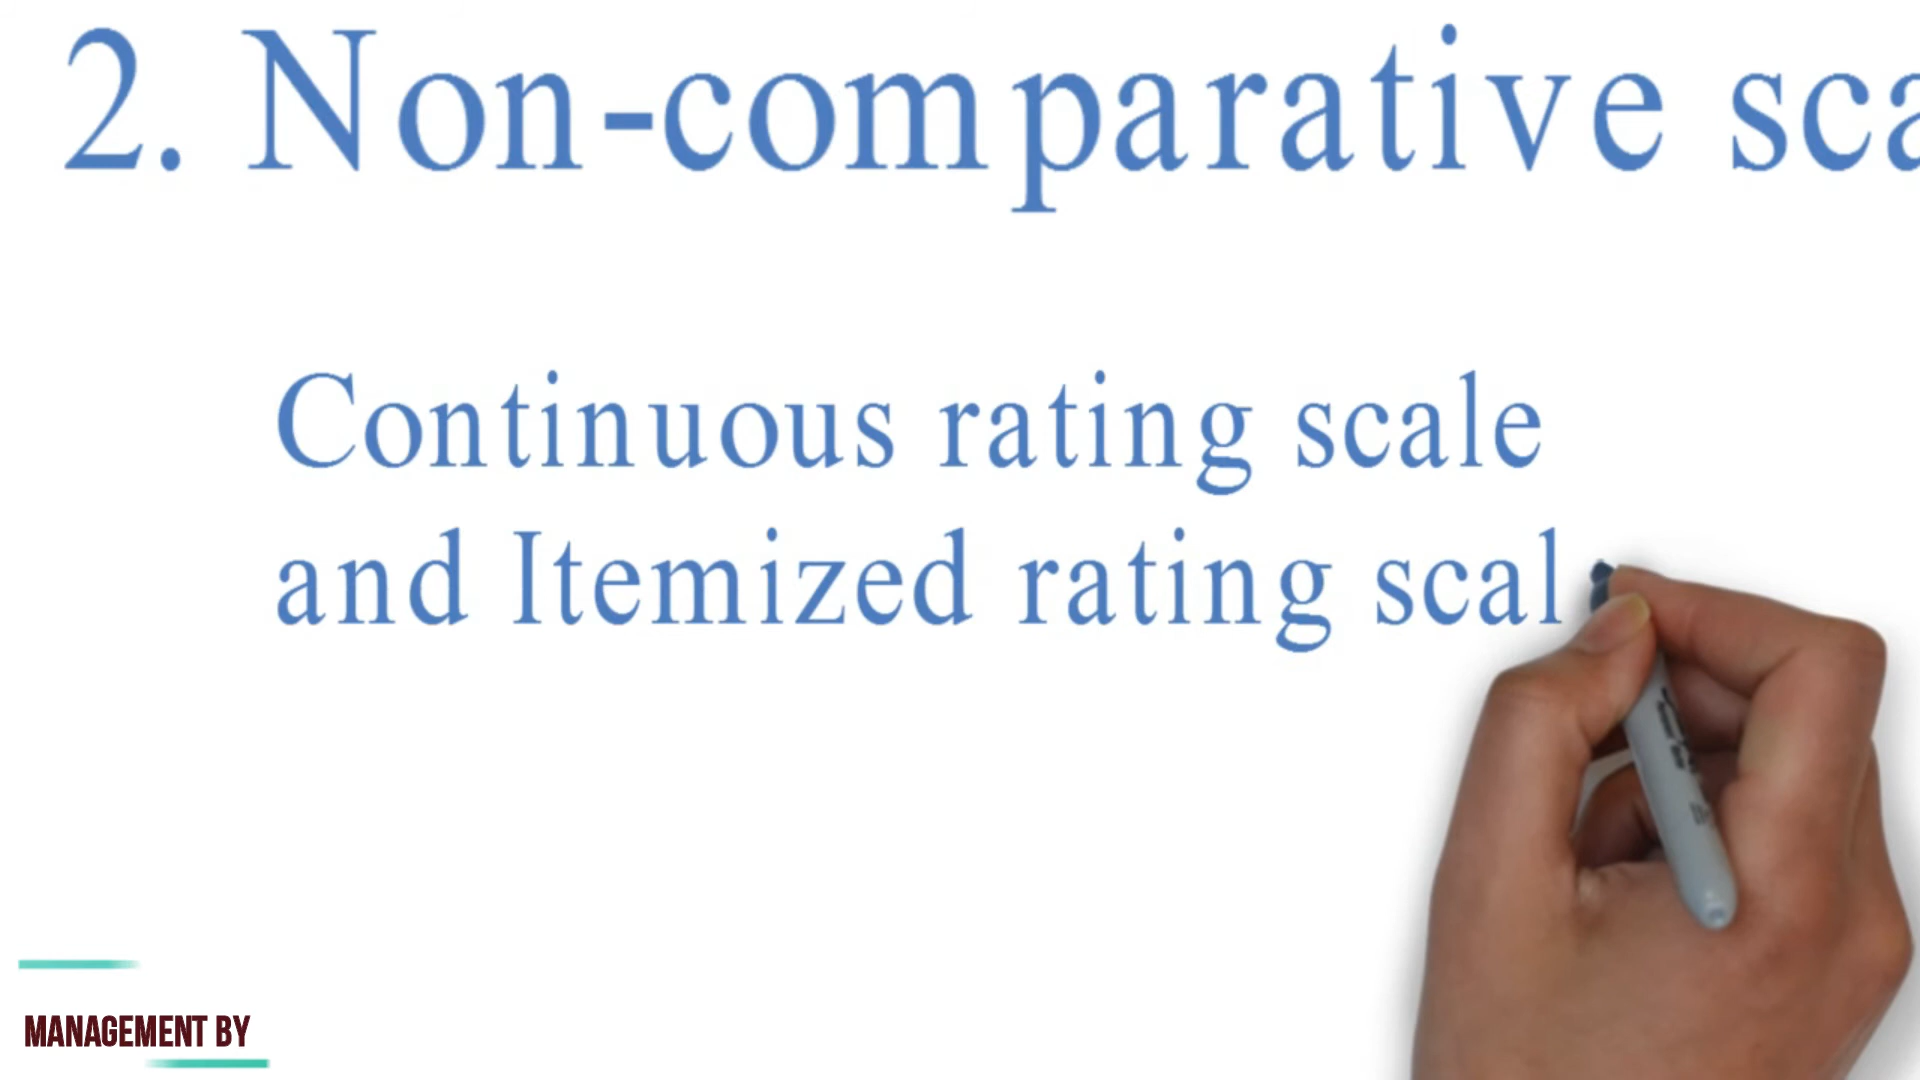 2. Non-comparative sca
Continuous rating scale
and Itemized rating scal
MANAGEMENT BY